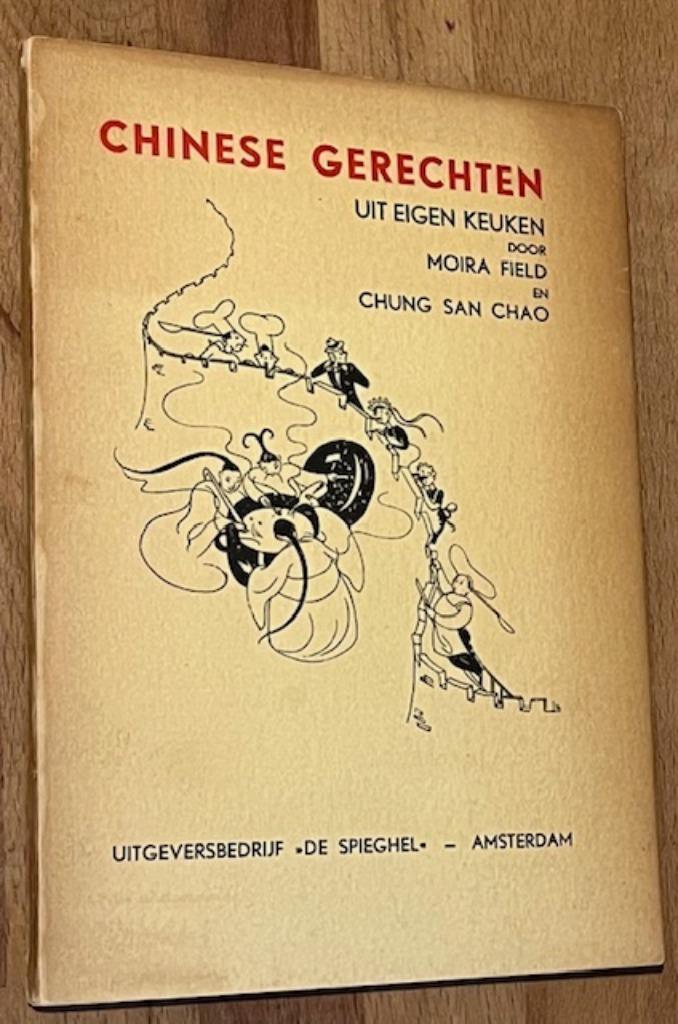 CHINESE GERECHTEN
UIT EIGEN KEUKEN
DOOR
MOIRA FIELD
EN
CHUNG SAN CHAO
UITGEVERSBEDRIJF «DE SPIEGHEL» – AMSTERDAM